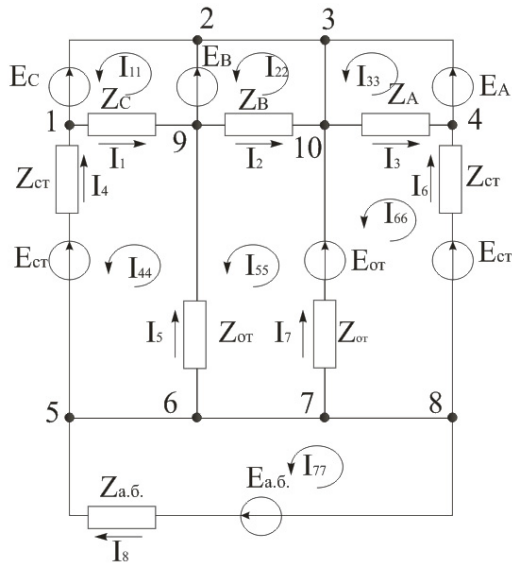 2 3
E_C I_11 E_B I_22 I_33 E_A
1 Z_C 9 Z_B 10 Z_A 4
I_1 I_2 I_3
Z_ст I_4 I_6 Z_ст
I_66
E_ст I_44 I_55 E_от E_ст
I_5 Z_от I_7 Z_от
5 6 7 8
Z_а.б. E_а.б. I_77
I_8